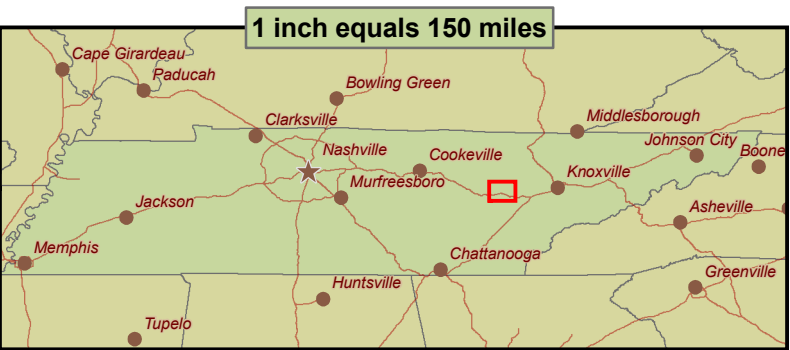 1 inch equals 150 miles
Cape Girardeau
Paducah
Bowling Green
Clarksville
Middlesborough
Johnson City
Boone
Nashville
Cookeville
Knoxville
Murfreesboro
Jackson
Asheville
Memphis
Chattanooga
Greenville
Huntsville
Tupelo